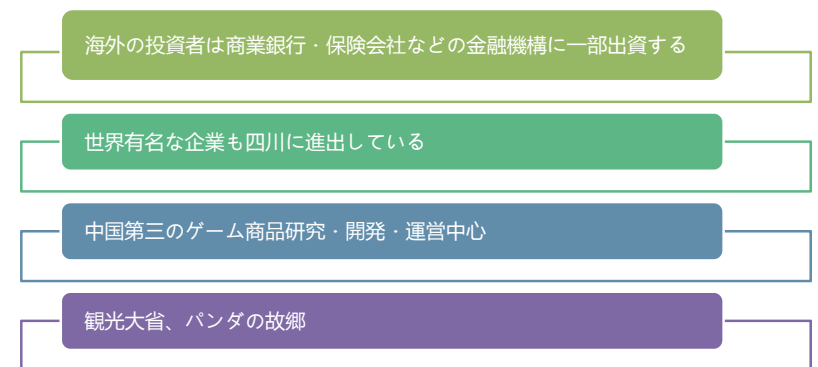 海外の投資者は商業銀行・保険会社などの金融機構に一部出資する
世界有名な企業も四川に進出している
中国第三のゲーム商品研究・開発・運営中心
観光大省、パンダの故郷